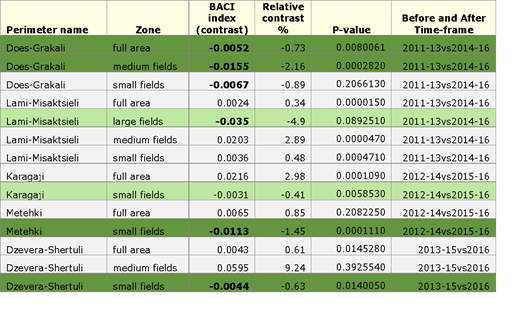 Perimeter name Zone BACI index (contrast) Relative contrast % P-value Before and After Time-frame
Does-Grakali full area -0.0052 -0.73 0.0080061 2011-13vs2014-16
Does-Grakali medium fields -0.0155 -2.16 0.0002820 2011-13vs2014-16
Does-Grakali small fields -0.0067 -0.89 0.2066130 2011-13vs2014-16
Lami-Misaktsieli full area 0.0024 0.34 0.0000150 2011-13vs2014-16
Lami-Misaktsieli large fields -0.035 -4.9 0.0892510 2011-13vs2014-16
Lami-Misaktsieli medium fields 0.0203 2.89 0.0000470 2011-13vs2014-16
Lami-Misaktsieli small fields 0.0036 0.48 0.0004710 2011-13vs2014-16
Karagaji full area 0.0216 2.98 0.0001090 2012-14vs2015-16
Karagaji small fields -0.0031 -0.41 0.0058530 2012-14vs2015-16
Metehki full area 0.0065 0.85 0.2082250 2012-14vs2015-16
Metehki small fields -0.0113 -1.45 0.0001110 2012-14vs2015-16
Dzevera-Shertuli full area 0.0043 0.61 0.0145280 2013-15vs2016
Dzevera-Shertuli medium fields 0.0595 9.24 0.3925540 2013-15vs2016
Dzevera-Shertuli small fields -0.0044 -0.63 0.0140050 2013-15vs2016